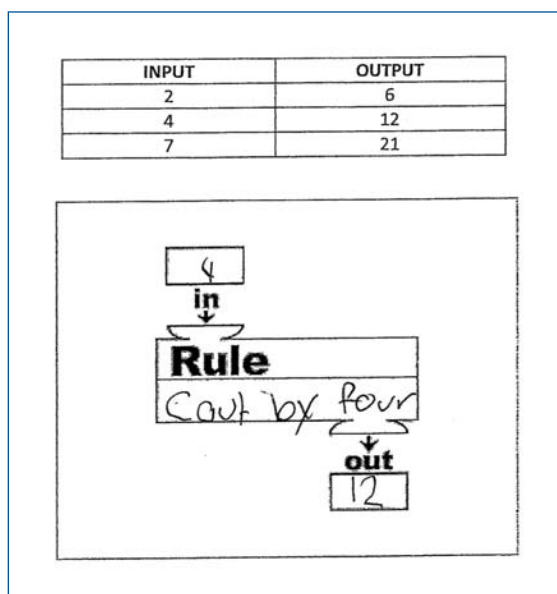 INPUT OUTPUT
2 6
4 12
7 21
4
in
Rule
Cout by four
out
12